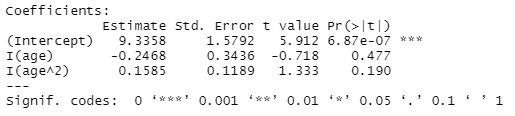 Coefficients:
Estimate Std. Error t value Pr(>|t|)
(Intercept) 9.3358 1.5792 5.912 6.87e-07 ***
I(age) -0.2468 0.3436 -0.718 0.477
I(age^2) 0.1585 0.1189 1.333 0.190
---
Signif. codes: 0 ‘***’ 0.001 ‘**’ 0.01 ‘*’ 0.05 ‘.’ 0.1 ‘ ’ 1